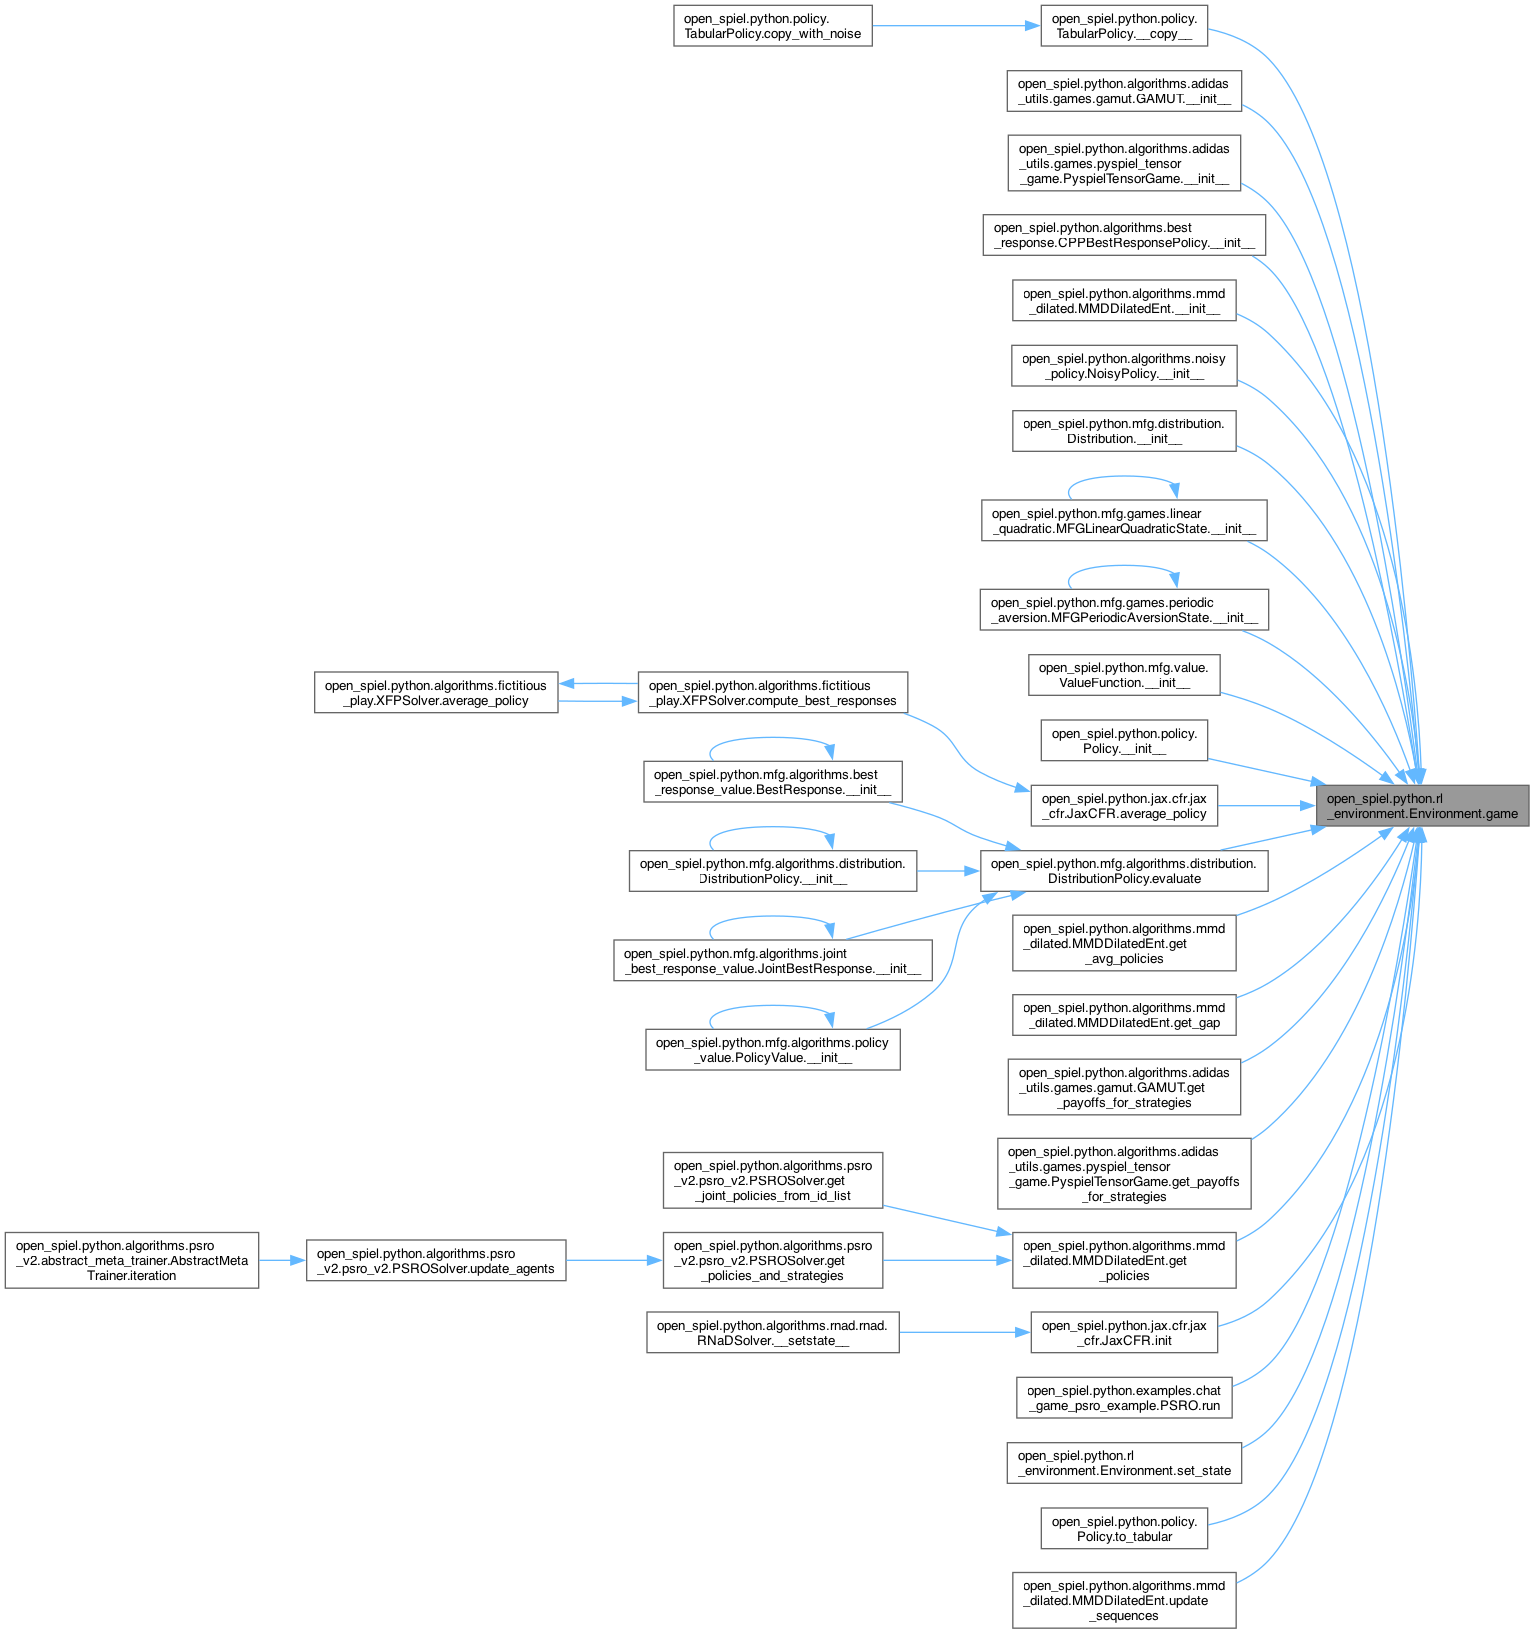 open_spiel.python.policy.
TabularPolicy.copy_with_noise
open_spiel.python.policy.
TabularPolicy.__copy__
open_spiel.python.algorithms.adidas
_utils.games.gamut.GAMUT.__init__
open_spiel.python.algorithms.adidas
_utils.games.pyspiel_tensor
_game.PyspielTensorGame.__init__
open_spiel.python.algorithms.best
_response.CPPBestResponsePolicy.__init__
open_spiel.python.algorithms.mmd
_dilated.MMDDilatedEnt.__init__
open_spiel.python.algorithms.noisy
_policy.NoisyPolicy.__init__
open_spiel.python.mfg.distribution.
Distribution.__init__
open_spiel.python.mfg.games.linear
_quadratic.MFGLinearQuadraticState.__init__
open_spiel.python.mfg.games.periodic
_aversion.MFGPeriodicAversionState.__init__
open_spiel.python.mfg.value.
ValueFunction.__init__
open_spiel.python.algorithms.fictitious
_play.XFPSolver.average_policy
open_spiel.python.algorithms.fictitious
_play.XFPSolver.compute_best_responses
open_spiel.python.policy.
Policy.__init__
open_spiel.python.mfg.algorithms.best
_response_value.BestResponse.__init__
open_spiel.python.jax.cfr.jax
_cfr.JaxCFR.average_policy
open_spiel.python.rl
_environment.Environment.game
open_spiel.python.mfg.algorithms.distribution.
DistributionPolicy.__init__
open_spiel.python.mfg.algorithms.distribution.
DistributionPolicy.evaluate
open_spiel.python.mfg.algorithms.joint
_best_response_value.JointBestResponse.__init__
open_spiel.python.algorithms.mmd
_dilated.MMDDilatedEnt.get
_avg_policies
open_spiel.python.mfg.algorithms.policy
_value.PolicyValue.__init__
open_spiel.python.algorithms.mmd
_dilated.MMDDilatedEnt.get_gap
open_spiel.python.algorithms.adidas
_utils.games.gamut.GAMUT.get
_payoffs_for_strategies
open_spiel.python.algorithms.adidas
_utils.games.pyspiel_tensor
_game.PyspielTensorGame.get_payoffs
_for_strategies
open_spiel.python.algorithms.psro
_v2.psro_v2.PSROSolver.get
_joint_policies_from_id_list
open_spiel.python.algorithms.psro
_v2.abstract_meta_trainer.AbstractMeta
Trainer.iteration
open_spiel.python.algorithms.psro
_v2.psro_v2.PSROSolver.update_agents
open_spiel.python.algorithms.psro
_v2.psro_v2.PSROSolver.get
_policies_and_strategies
open_spiel.python.algorithms.mmd
_dilated.MMDDilatedEnt.get
_policies
open_spiel.python.algorithms.rnad.rnad.
RNaDSolver.__setstate__
open_spiel.python.jax.cfr.jax
_cfr.JaxCFR.init
open_spiel.python.examples.chat
_game_psro_example.PSRO.run
open_spiel.python.rl
_environment.Environment.set_state
open_spiel.python.policy.
Policy.to_tabular
open_spiel.python.algorithms.mmd
_dilated.MMDDilatedEnt.update
_sequences